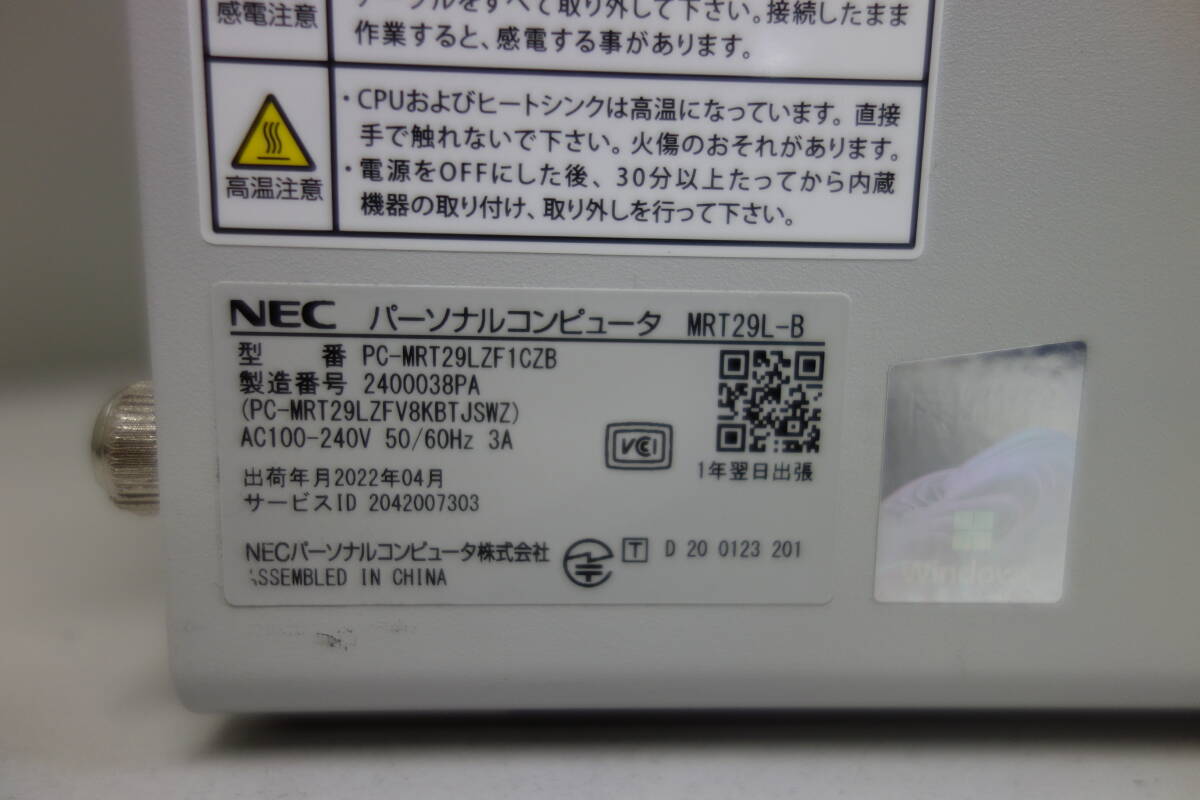 感電注意
ーブルをすべて取り外して下さい。接続したまま
作業すると、感電する事があります。
高温注意
・CPUおよびヒートシンクは高温になっています。直接
手で触れないで下さい。火傷のおそれがあります。
・電源をOFFにした後、30分以上たってから内蔵
機器の取り付け、取り外しを行って下さい。
NEC パーソナルコンピュータ MRT29L-B
型 番 PC-MRT29LZF1CZB
製造番号 2400038PA
(PC-MRT29LZFV8KBTJSWZ)
AC100-240V 50/60Hz 3A
VCI
1年翌日出張
出荷年月2022年04月
サービスID 2042007303
NECパーソナルコンピュータ株式会社
T D 20 0123 201
ASSEMBLED IN CHINA
Windows